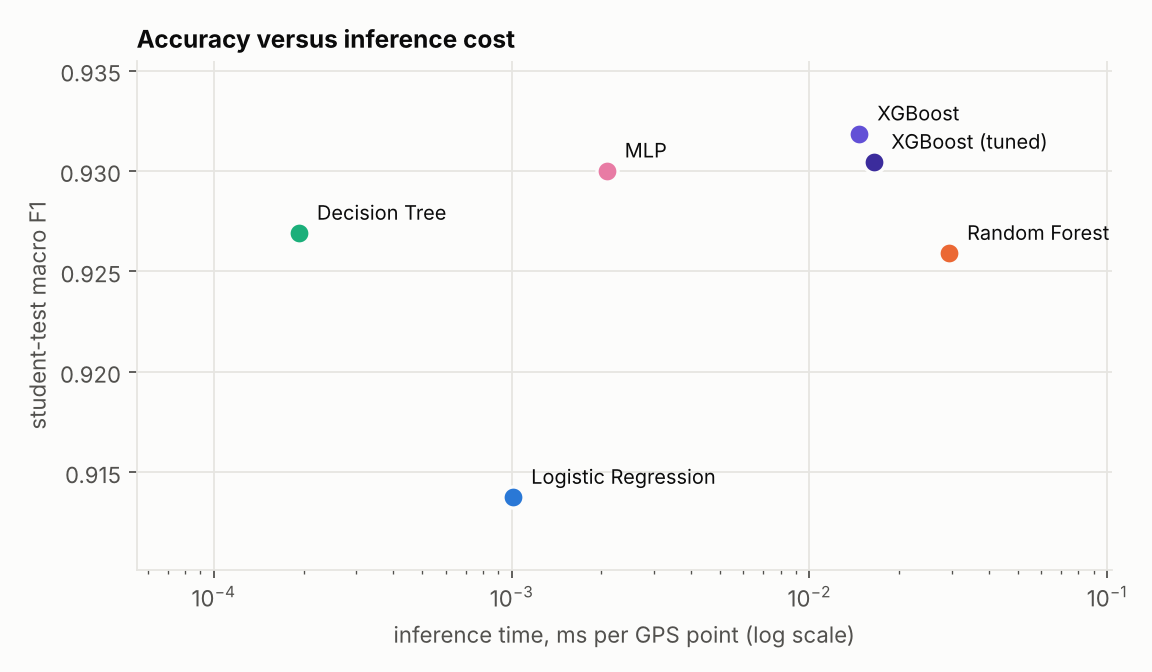 Accuracy versus inference cost
0.935
XGBoost
XGBoost (tuned)
MLP
0.930
Decision Tree
Random Forest
0.925
0.920
0.915
Logistic Regression
student-test macro F1
10⁻⁴
10⁻³
10⁻²
10⁻¹
inference time, ms per GPS point (log scale)